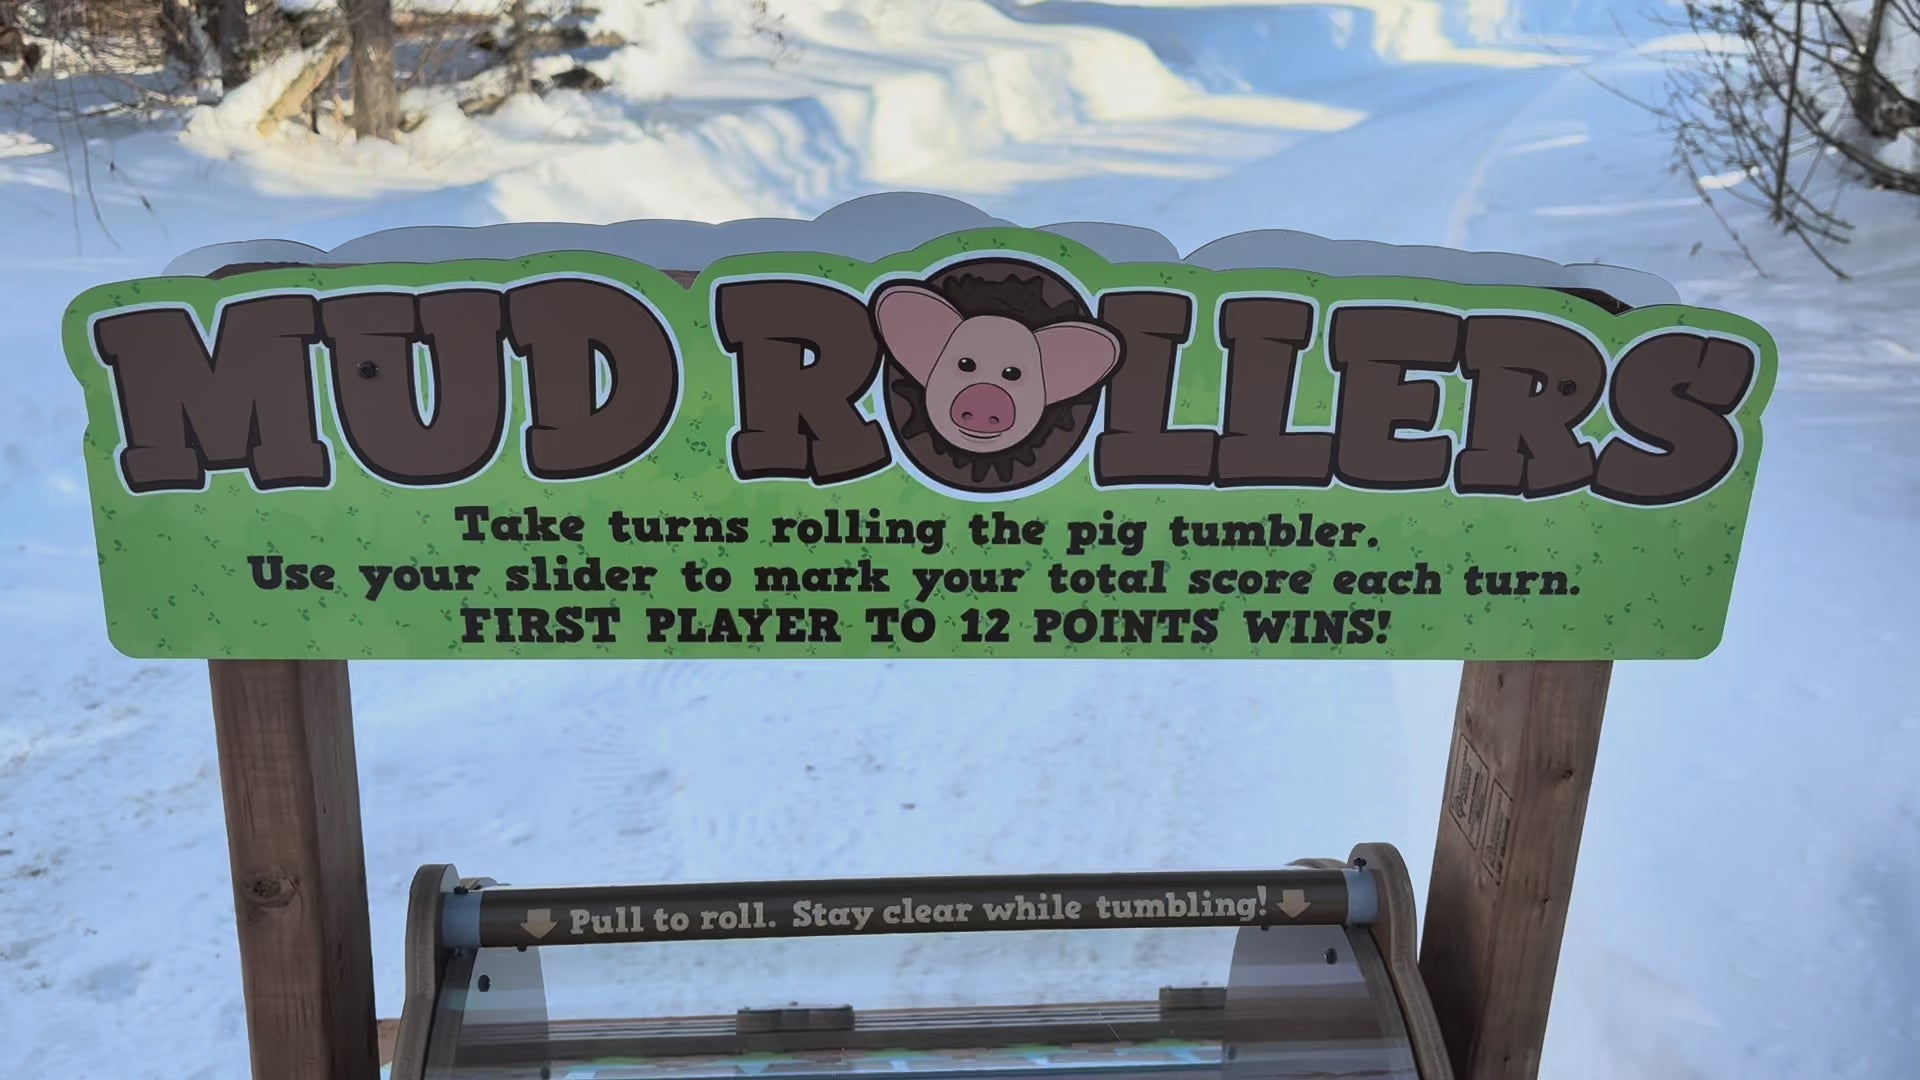 MUD ROLLERS
Take turns rolling the pig tumbler.
Use your slider to mark your total score each turn.
FIRST PLAYER TO 12 POINTS WINS!
Pull to roll. Stay clear while tumbling!